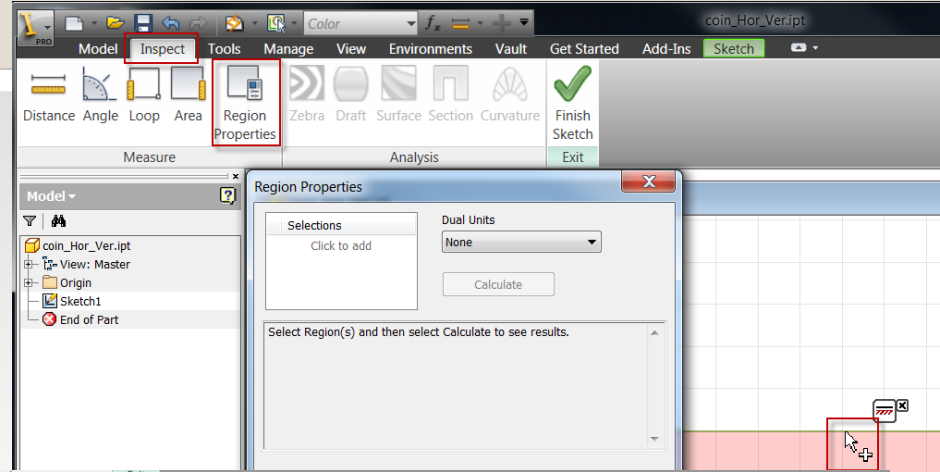 Color
fx
coin_Hor_Ver.ipt
PRO
Model Inspect Tools Manage View Environments Vault Get Started Add-Ins Sketch
Distance Angle Loop Area Region Properties Zebra Draft Surface Section Curvature Finish Sketch
Measure Analysis Exit
Model
Region Properties
X
Selections
Click to add
Dual Units
None
Calculate
Select Region(s) and then select Calculate to see results.
coin_Hor_Ver.ipt
View: Master
Origin
Sketch1
End of Part